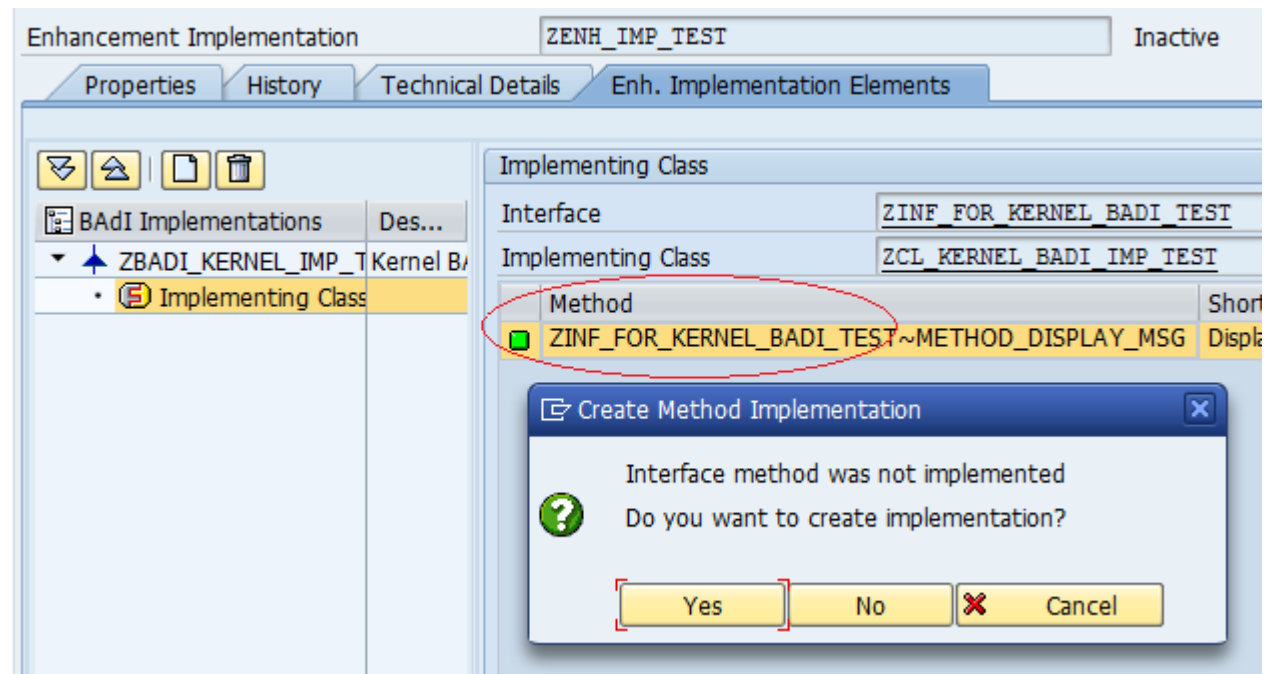 Enhancement Implementation ZENH_IMP_TEST Inactive
Properties History Technical Details Enh. Implementation Elements
Implementing Class
BAdI Implementations Des...
ZBADI_KERNEL_IMP_T Kernel BA
Implementing Class
Interface ZINF_FOR_KERNEL_BADI_TEST
Implementing Class ZCL_KERNEL_BADI_IMP_TEST
Method Short
ZINF_FOR_KERNEL_BADI_TEST~METHOD_DISPLAY_MSG Displa
Create Method Implementation
Interface method was not implemented
Do you want to create implementation?
Yes No Cancel